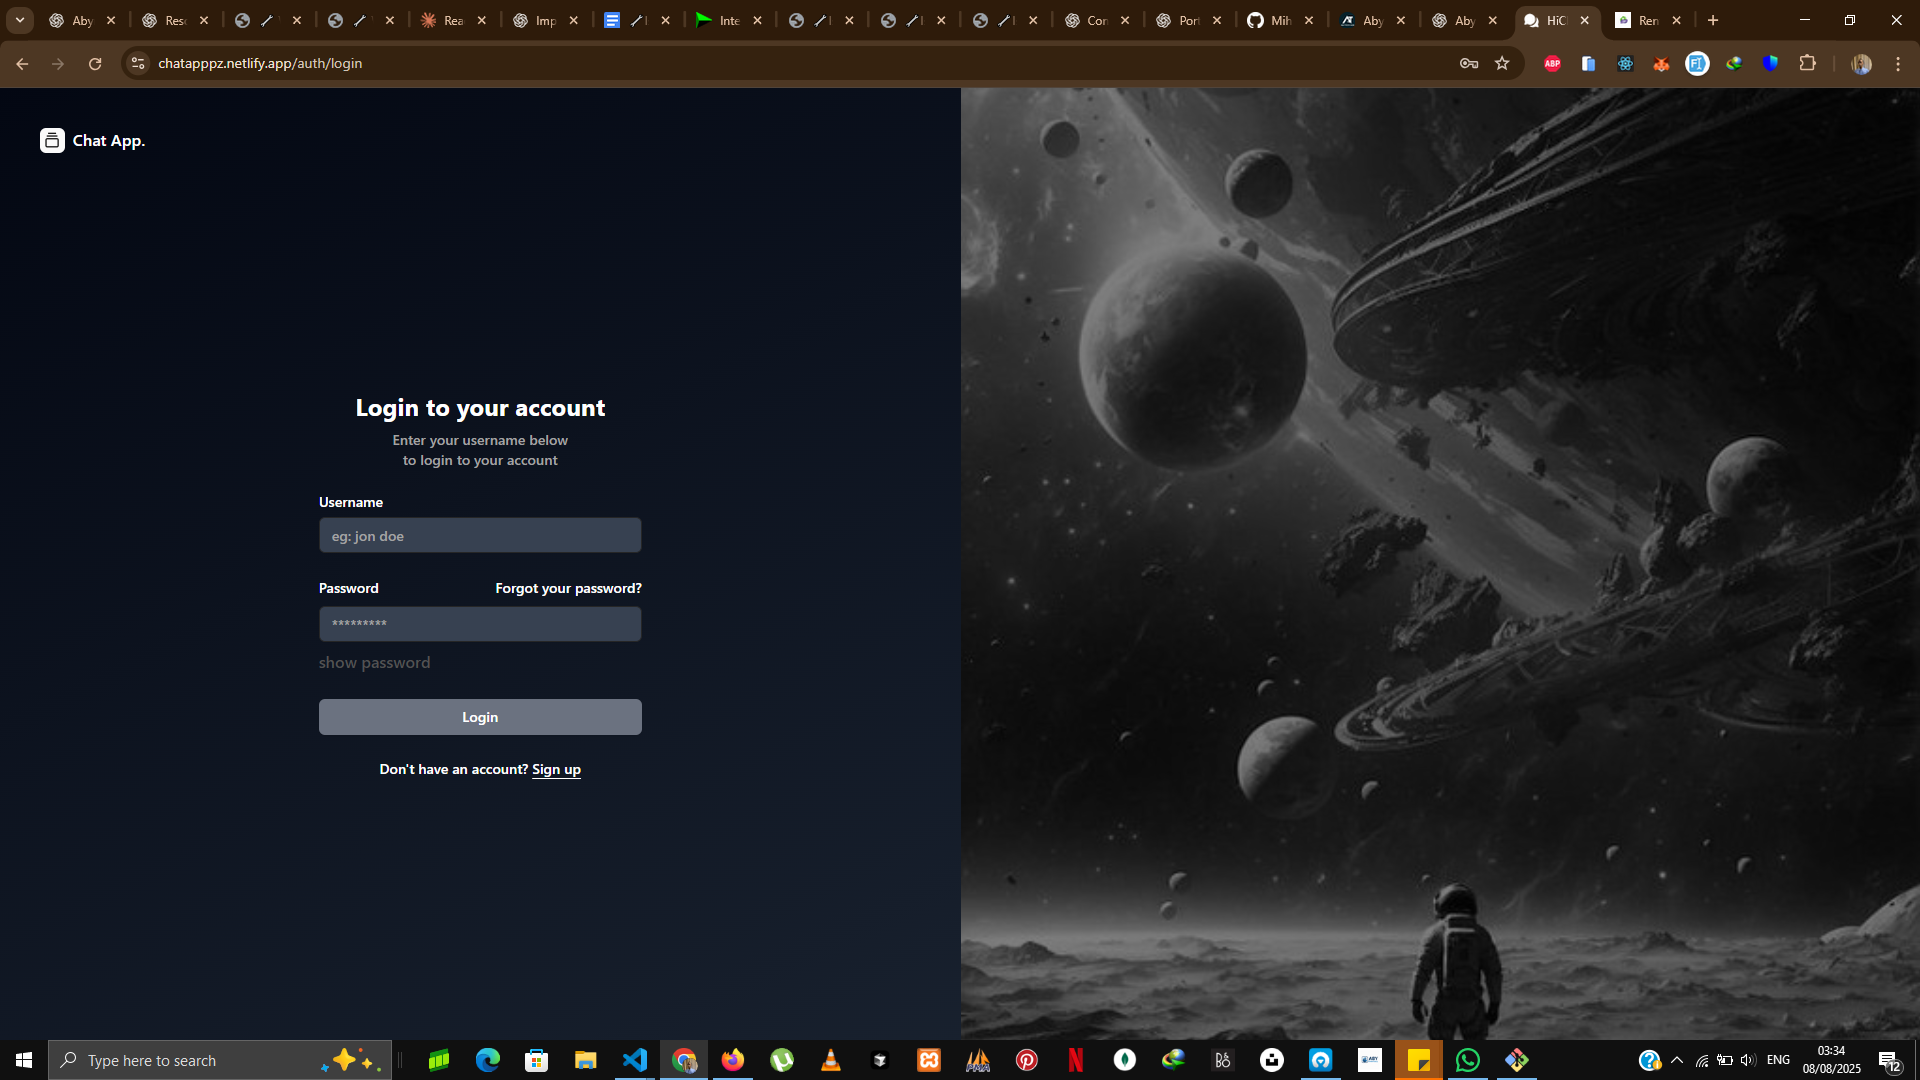 Aby
Reso
Rea
Imp
Inte
Con
Port
Mih
Aby
Aby
HiC
Ren
chatapppz.netlify.app/auth/login
ABP
Chat App.
Login to your account
Enter your username below
to login to your account
Username
eg: jon doe
Password Forgot your password?
*********
show password
Login
Don't have an account? Sign up
Type here to search
ENG
03:34
08/08/2025
12